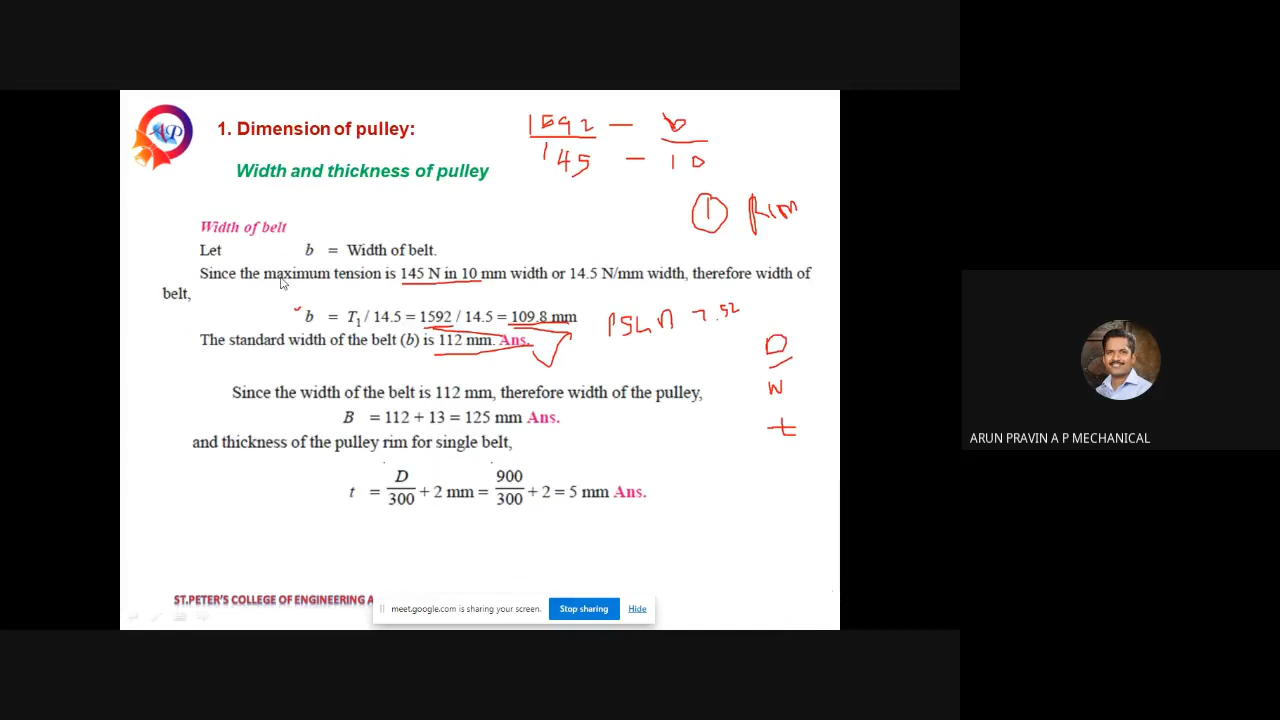 AP
1. Dimension of pulley:
1592 — b
145 — 10
Width and thickness of pulley
① Rim
Width of belt
Let b = Width of belt.
Since the maximum tension is 145 N in 10 mm width or 14.5 N/mm width, therefore width of
belt,
b = T1 / 14.5 = 1592 / 14.5 = 109.8 mm
7.52
The standard width of the belt (b) is 112 mm. Ans.
D
W
t
Since the width of the belt is 112 mm, therefore width of the pulley,
B = 112 + 13 = 125 mm Ans.
and thickness of the pulley rim for single belt,
t = D/300 + 2 mm = 900/300 + 2 = 5 mm Ans.
ARUN PRAVIN A P MECHANICAL
ST.PETER'S COLLEGE OF ENGINEERING A
meet.google.com is sharing your screen. Stop sharing Hide